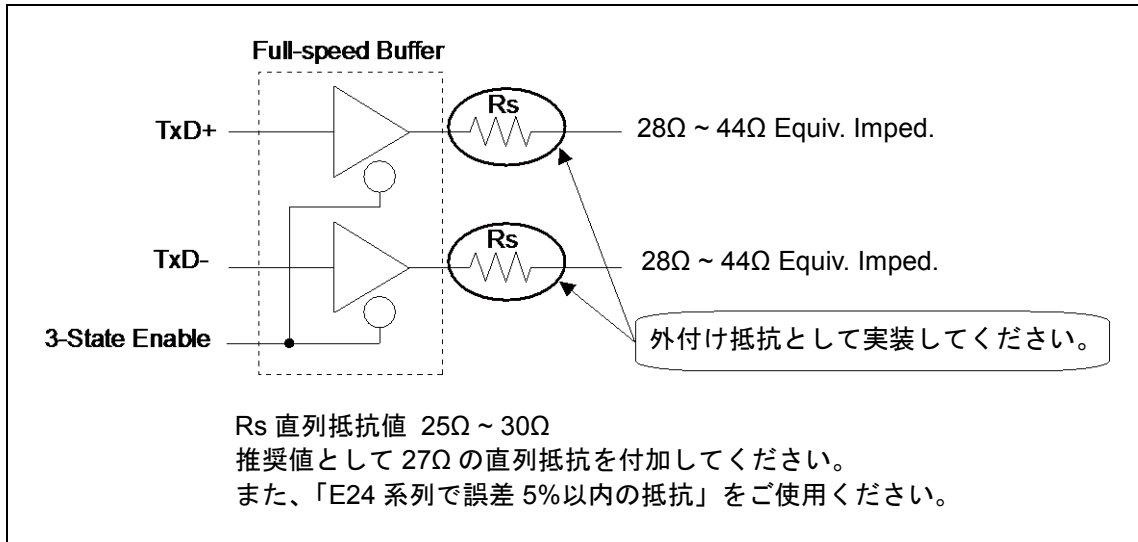 Full-speed Buffer
Rs
TxD+
28Ω ~ 44Ω Equiv. Imped.
Rs
TxD-
28Ω ~ 44Ω Equiv. Imped.
3-State Enable
外付け抵抗として実装してください。
Rs 直列抵抗値 25Ω ~ 30Ω
推奨値として 27Ω の直列抵抗を付加してください。
また、「E24 系列で誤差 5%以内の抵抗」をご使用ください。